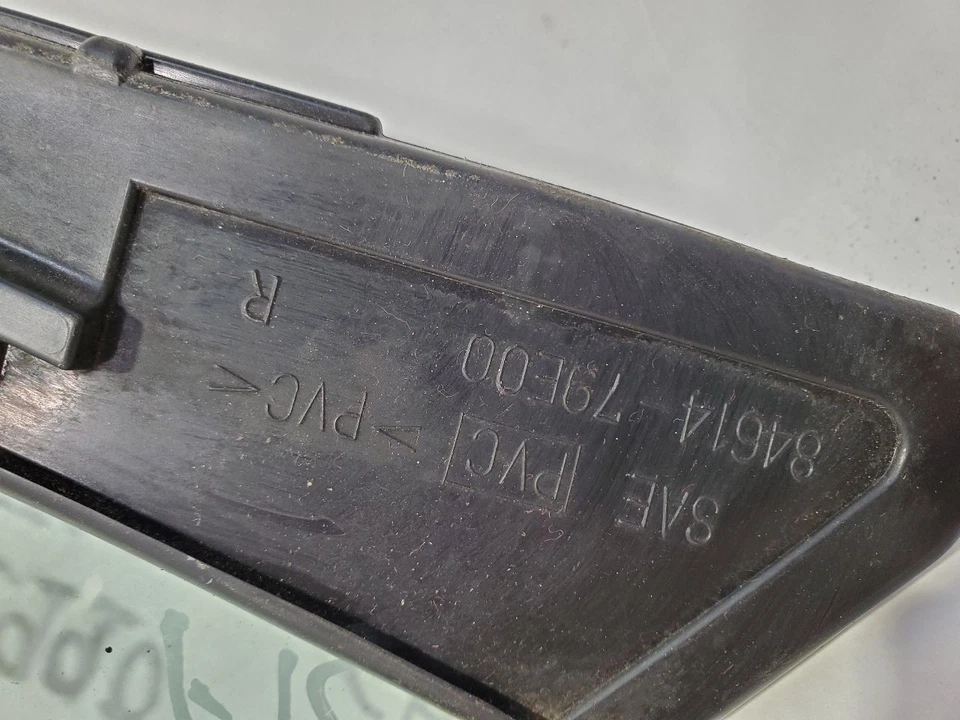 84614-79E00
R
SAE PVC >PVC<